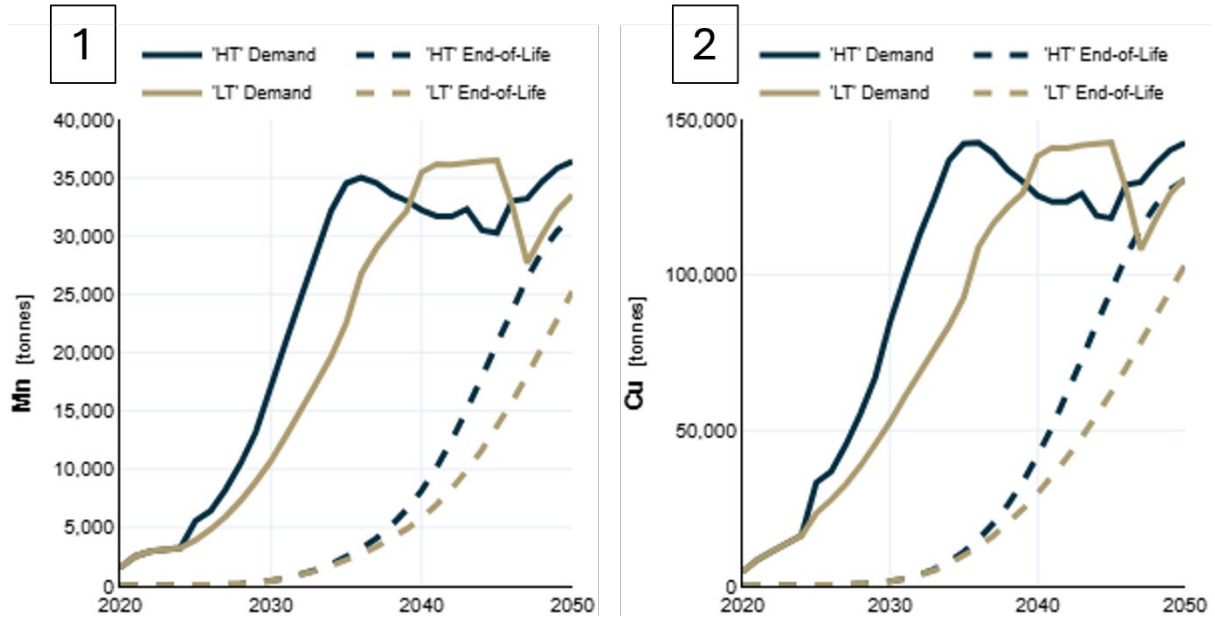 1
'HT' Demand
'HT' End-of-Life
'LT' Demand
'LT' End-of-Life
40,000
35,000
30,000
25,000
20,000
15,000
10,000
5,000
0
Mn [tonnes]
2020
2030
2040
2050
2
'HT' Demand
'HT' End-of-Life
'LT' Demand
'LT' End-of-Life
150,000
100,000
50,000
0
Cu [tonnes]
2020
2030
2040
2050